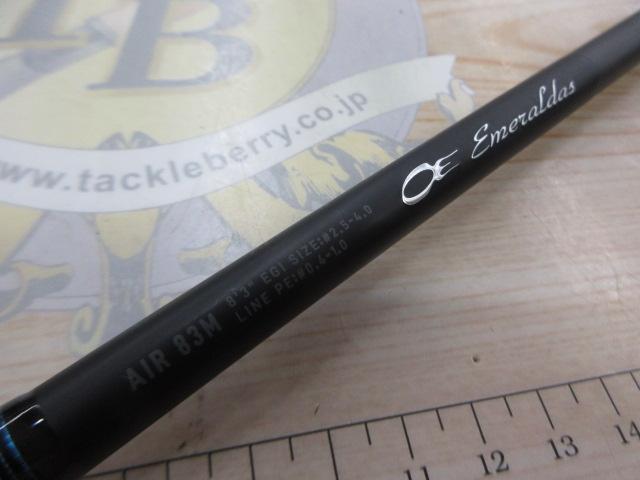 B
www.tackleberry.co.jp
Emeraldas
AIR 83M
8'3" EGI SIZE:#2.5-4.0
LINE PE:#0.4-1.0
11 12 13 14